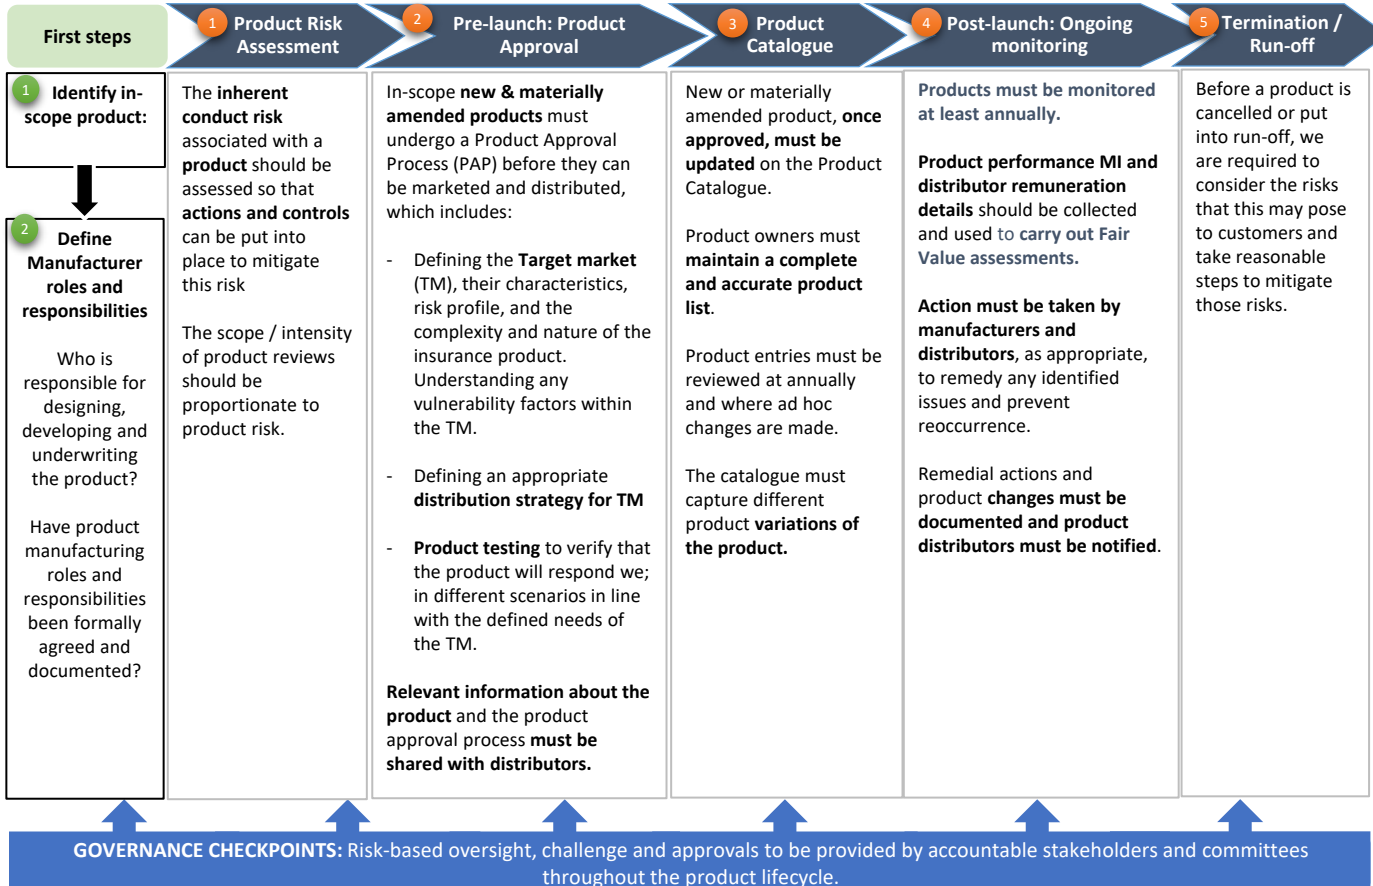 First steps
1 Product Risk
Assessment
2 Pre-launch: Product
Approval
3 Product
Catalogue
4 Post-launch: Ongoing
monitoring
5 Termination /
Run-off
1 Identify in-
scope product:
2
Define
Manufacturer
roles and
responsibilities
Who is
responsible for
designing,
developing and
underwriting
the product?
Have product
manufacturing
roles and
responsibilities
been formally
agreed and
documented?
The inherent
conduct risk
associated with a
product should be
assessed so that
actions and controls
can be put into
place to mitigate
this risk
The scope / intensity
of product reviews
should be
proportionate to
product risk.
In-scope new & materially
amended products must
undergo a Product Approval
Process (PAP) before they can
be marketed and distributed,
which includes:
- Defining the Target market
(TM), their characteristics,
risk profile, and the
complexity and nature of the
insurance product.
Understanding any
vulnerability factors within
the TM.
- Defining an appropriate
distribution strategy for TM
- Product testing to verify that
the product will respond we;
in different scenarios in line
with the defined needs of
the TM.
Relevant information about the
product and the product
approval process must be
shared with distributors.
New or materially
amended product, once
approved, must be
updated on the Product
Catalogue.
Product owners must
maintain a complete
and accurate product
list.
Product entries must be
reviewed at annually
and where ad hoc
changes are made.
The catalogue must
capture different
product variations of
the product.
Products must be monitored
at least annually.
Product performance MI and
distributor remuneration
details should be collected
and used to carry out Fair
Value assessments.
Action must be taken by
manufacturers and
distributors, as appropriate,
to remedy any identified
issues and prevent
reoccurrence.
Remedial actions and
product changes must be
documented and product
distributors must be notified.
Before a product is
cancelled or put
into run-off, we
are required to
consider the risks
that this may pose
to customers and
take reasonable
steps to mitigate
those risks.
GOVERNANCE CHECKPOINTS: Risk-based oversight, challenge and approvals to be provided by accountable stakeholders and committees
throughout the product lifecycle.